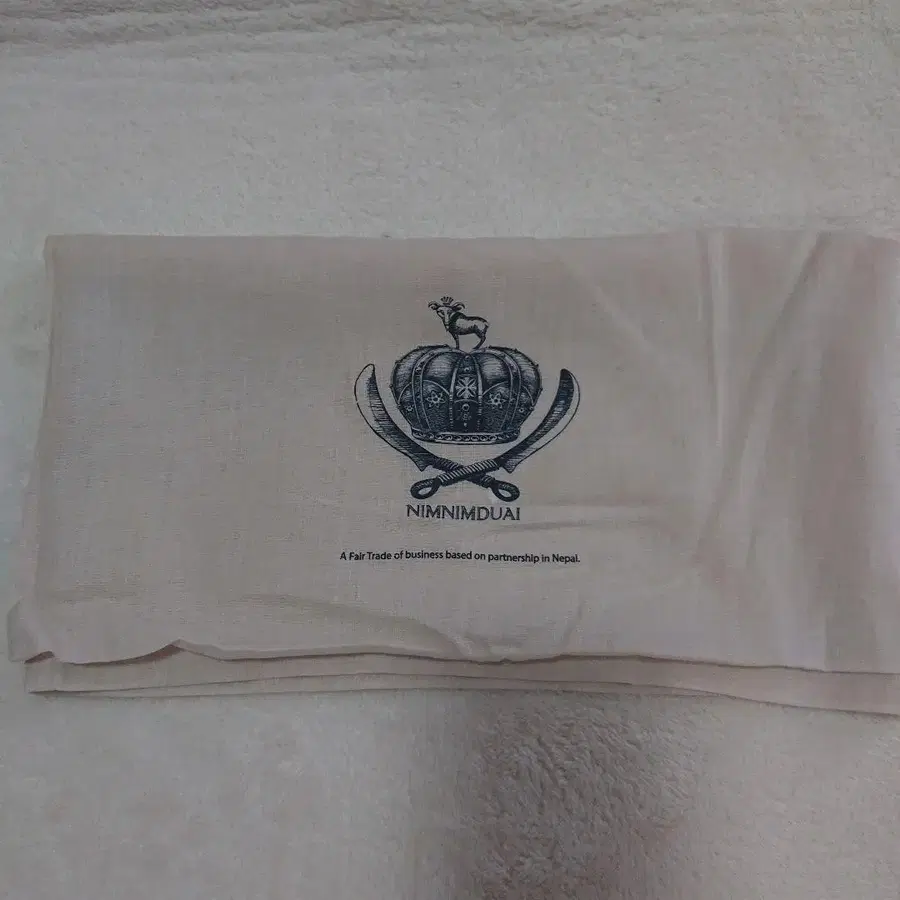 NIMNIMDUAI
A Fair Trade of business based on partnership in Nepal.